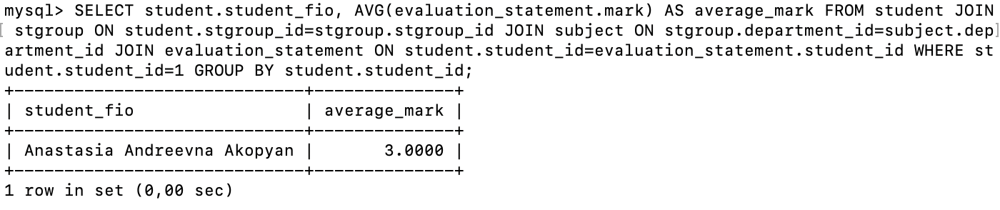 mysql> SELECT student.student_fio, AVG(evaluation_statement.mark) AS average_mark FROM student JOIN
[ stgroup ON student.stgroup_id=stgroup.stgroup_id JOIN subject ON stgroup.department_id=subject.dep]
artment_id JOIN evaluation_statement ON student.student_id=evaluation_statement.student_id WHERE st
udent.student_id=1 GROUP BY student.student_id;
+-----------------------------+--------------+
| student_fio                 | average_mark |
+-----------------------------+--------------+
| Anastasia Andreevna Akopyan |       3.0000 |
+-----------------------------+--------------+
1 row in set (0,00 sec)